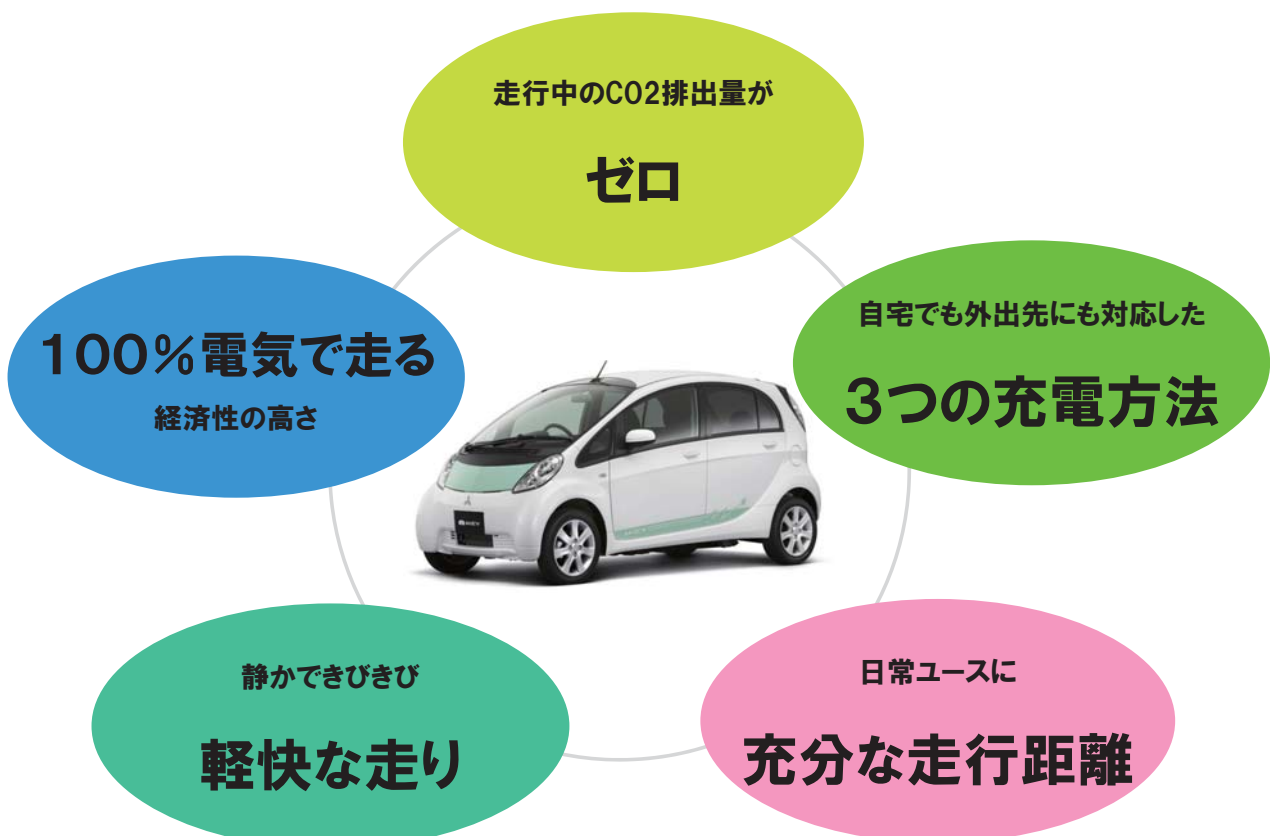 走行中のCO2排出量が
ゼロ
自宅でも外出先にも対応した
3つの充電方法
100%電気で走る
経済性の高さ
静かできびきび
軽快な走り
日常ユースに
充分な走行距離